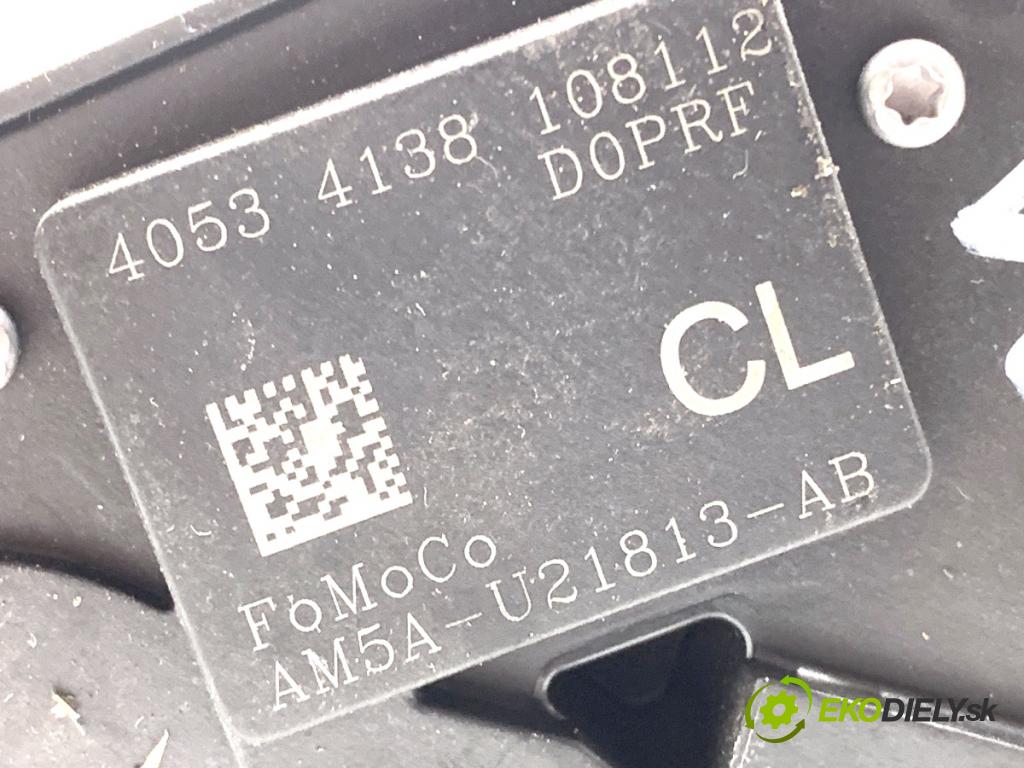 4053 4138 108112
D0PRF
CL
FoMoCo
AM5A-U21813-AB
EKODIELY.sk